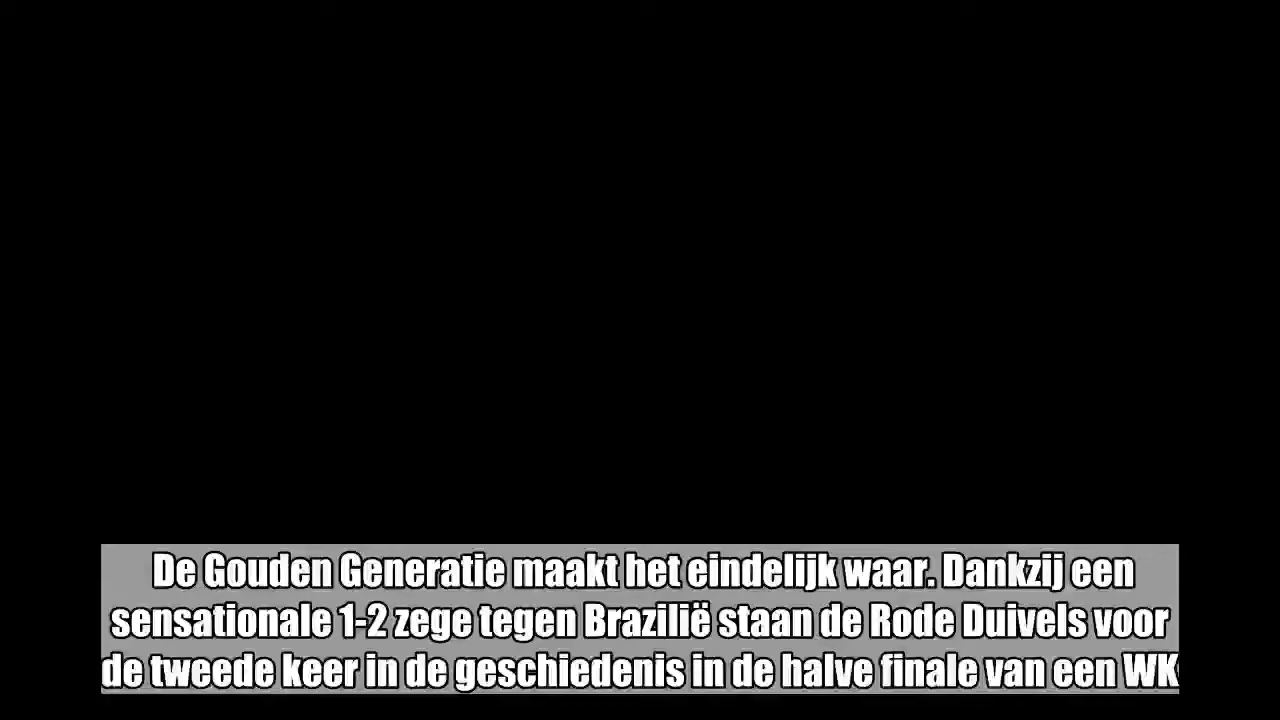 De Gouden Generatie maakt het eindelijk waar. Dankzij een
sensationale 1-2 zege tegen Brazilië staan de Rode Duivels voor
de tweede keer in de geschiedenis in de halve finale van een WK